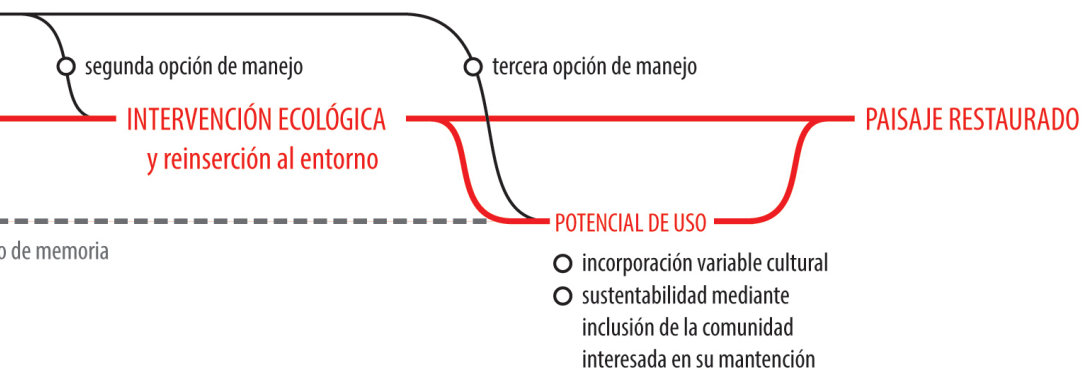 segunda opción de manejo
tercera opción de manejo
INTERVENCIÓN ECOLÓGICA
y reinserción al entorno
PAISAJE RESTAURADO
o de memoria
POTENCIAL DE USO
incorporación variable cultural
sustentabilidad mediante
inclusión de la comunidad
interesada en su mantención